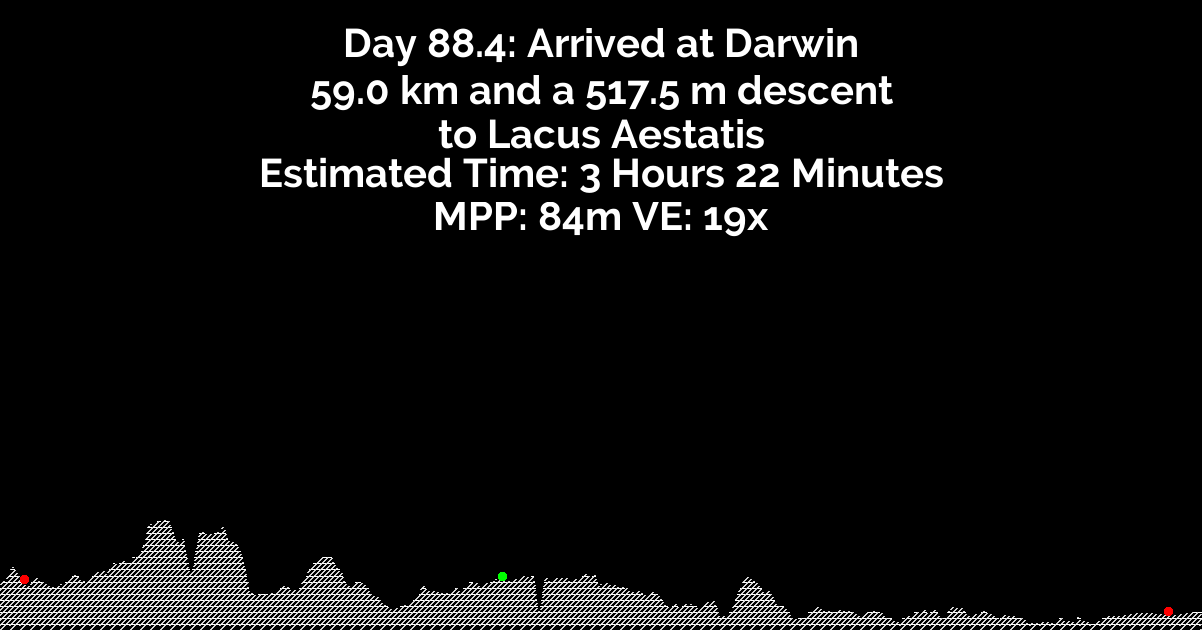 Day 88.4: Arrived at Darwin
59.0 km and a 517.5 m descent
to Lacus Aestatis
Estimated Time: 3 Hours 22 Minutes
MPP: 84m VE: 19x